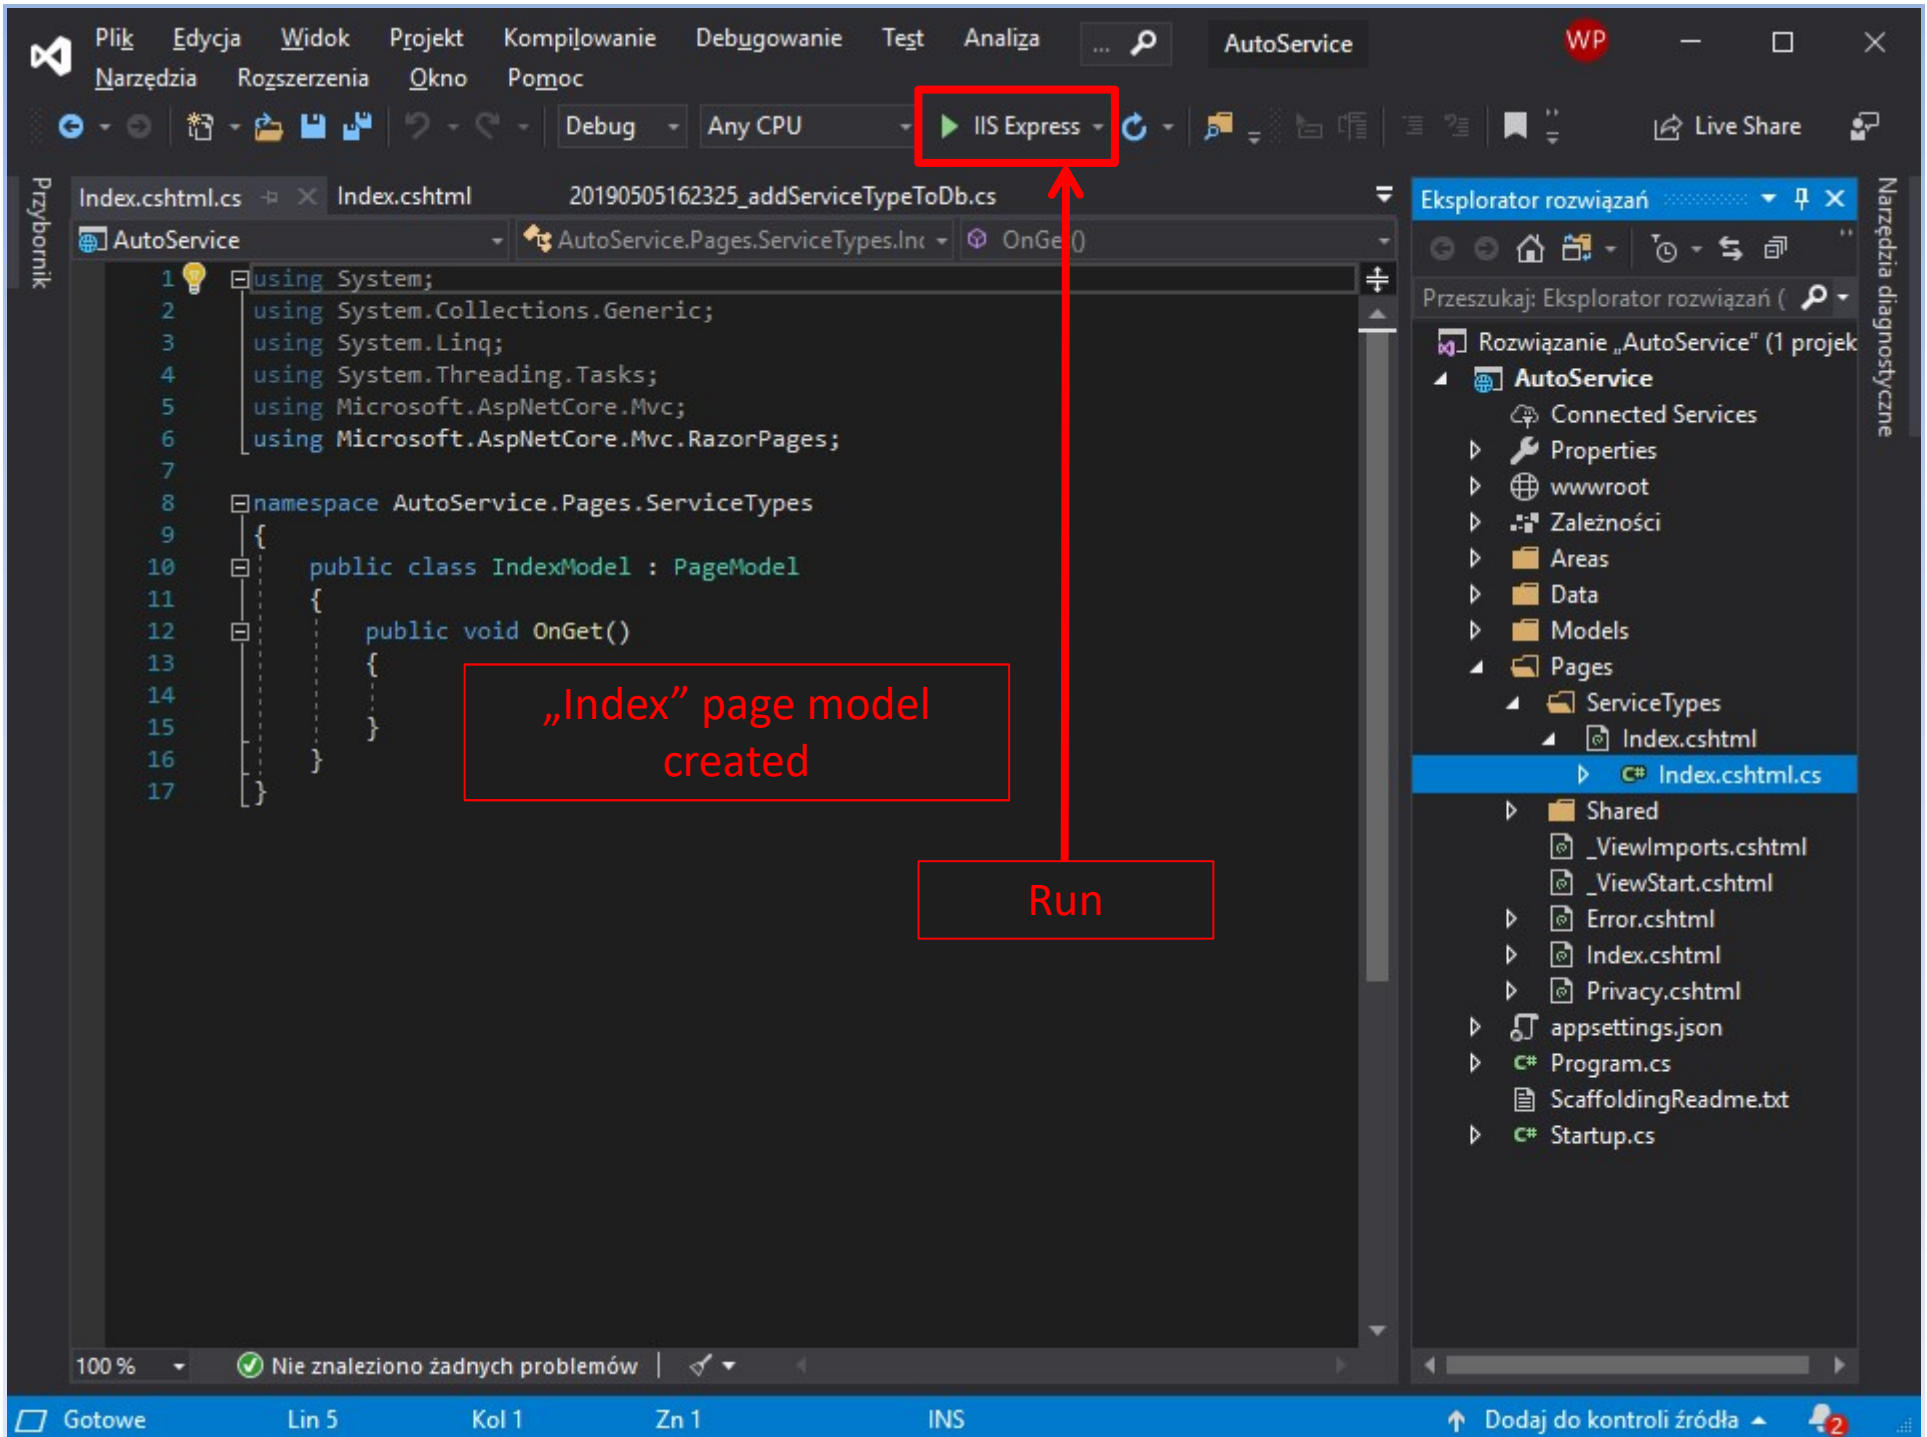 Plik Edycja Widok Projekt Kompilowanie Debugowanie Test Analiza ... AutoService WP
Narzędzia Rozszerzenia Okno Pomoc
Debug Any CPU IIS Express Live Share
Przybornik
Index.cshtml.cs Index.cshtml 20190505162325_addServiceTypeToDb.cs
AutoService AutoService.Pages.ServiceTypes.Inc OnGet()
1 using System;
2 using System.Collections.Generic;
3 using System.Linq;
4 using System.Threading.Tasks;
5 using Microsoft.AspNetCore.Mvc;
6 using Microsoft.AspNetCore.Mvc.RazorPages;
7
8 namespace AutoService.Pages.ServiceTypes
9 {
10 public class IndexModel : PageModel
11 {
12 public void OnGet()
13 {
14
15 }
16 }
17 }
„Index” page model
created
Run
Eksplorator rozwiązań
Przeszukaj: Eksplorator rozwiązań (
Rozwiązanie „AutoService” (1 projek
AutoService
Connected Services
Properties
wwwroot
Zależności
Areas
Data
Models
Pages
ServiceTypes
Index.cshtml
C# Index.cshtml.cs
Shared
_ViewImports.cshtml
_ViewStart.cshtml
Error.cshtml
Index.cshtml
Privacy.cshtml
appsettings.json
C# Program.cs
ScaffoldingReadme.txt
C# Startup.cs
Narzędzia diagnostyczne
100 % Nie znaleziono żadnych problemów
Gotowe Lin 5 Kol 1 Zn 1 INS Dodaj do kontroli źródła 2